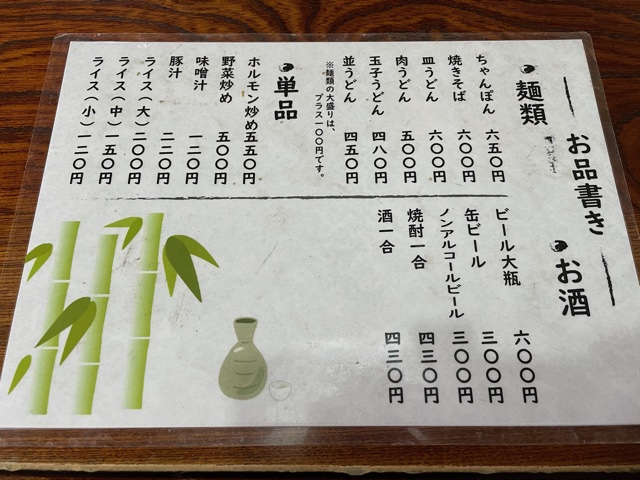 お品書き
麺類
ちゃんぽん 六五〇円
焼きそば 六〇〇円
皿うどん 六〇〇円
肉うどん 五〇〇円
玉子うどん 四八〇円
並うどん 四五〇円
※麺類の大盛りは、
プラス一〇〇円です。
単品
ホルモン炒め 五五〇円
野菜炒め 五〇〇円
味噌汁 一二〇円
豚汁 二二〇円
ライス(大) 二〇〇円
ライス(中) 一五〇円
ライス(小) 一二〇円
お酒
ビール大瓶 六〇〇円
缶ビール 三〇〇円
ノンアルコールビール 三〇〇円
焼酎一合 四三〇円
酒一合 四三〇円